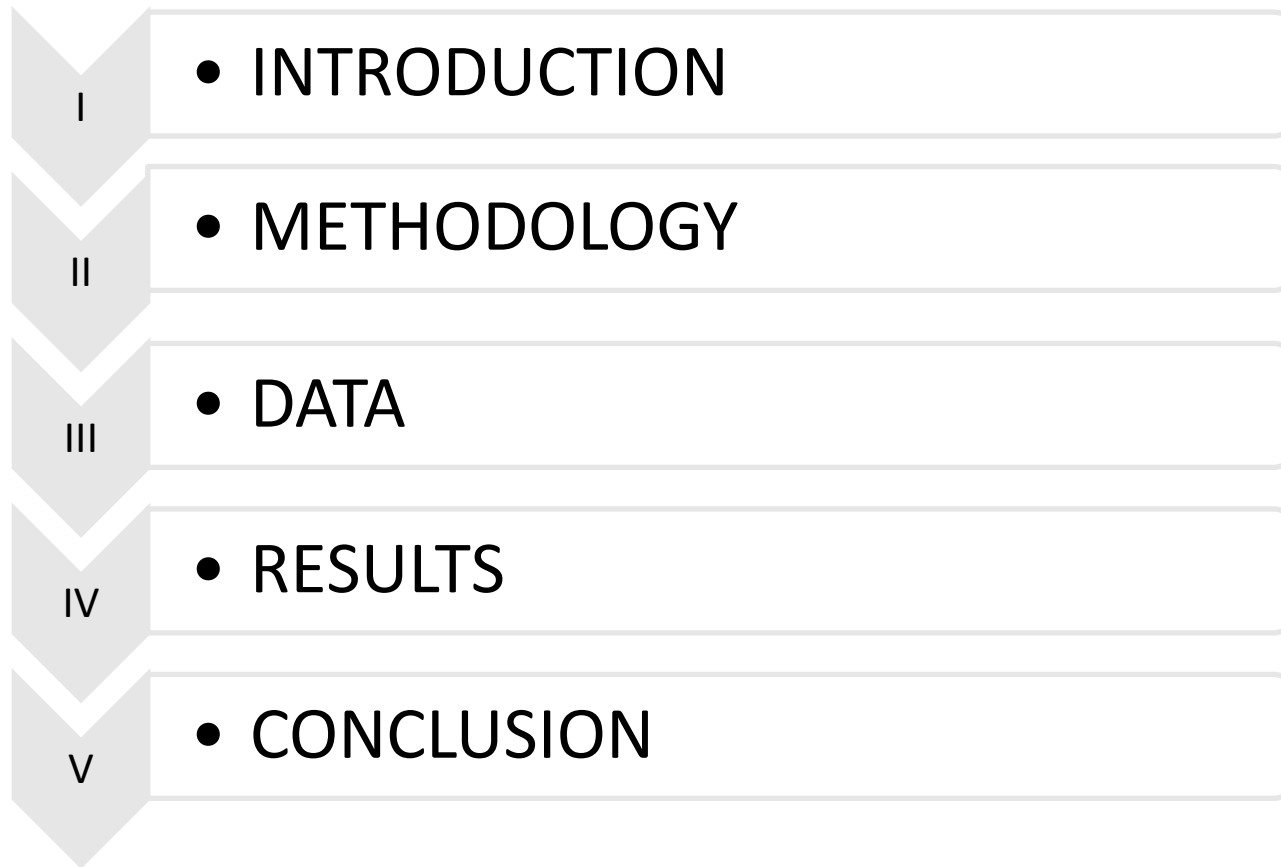 I
• INTRODUCTION
II
• METHODOLOGY
III
• DATA
IV
• RESULTS
V
• CONCLUSION